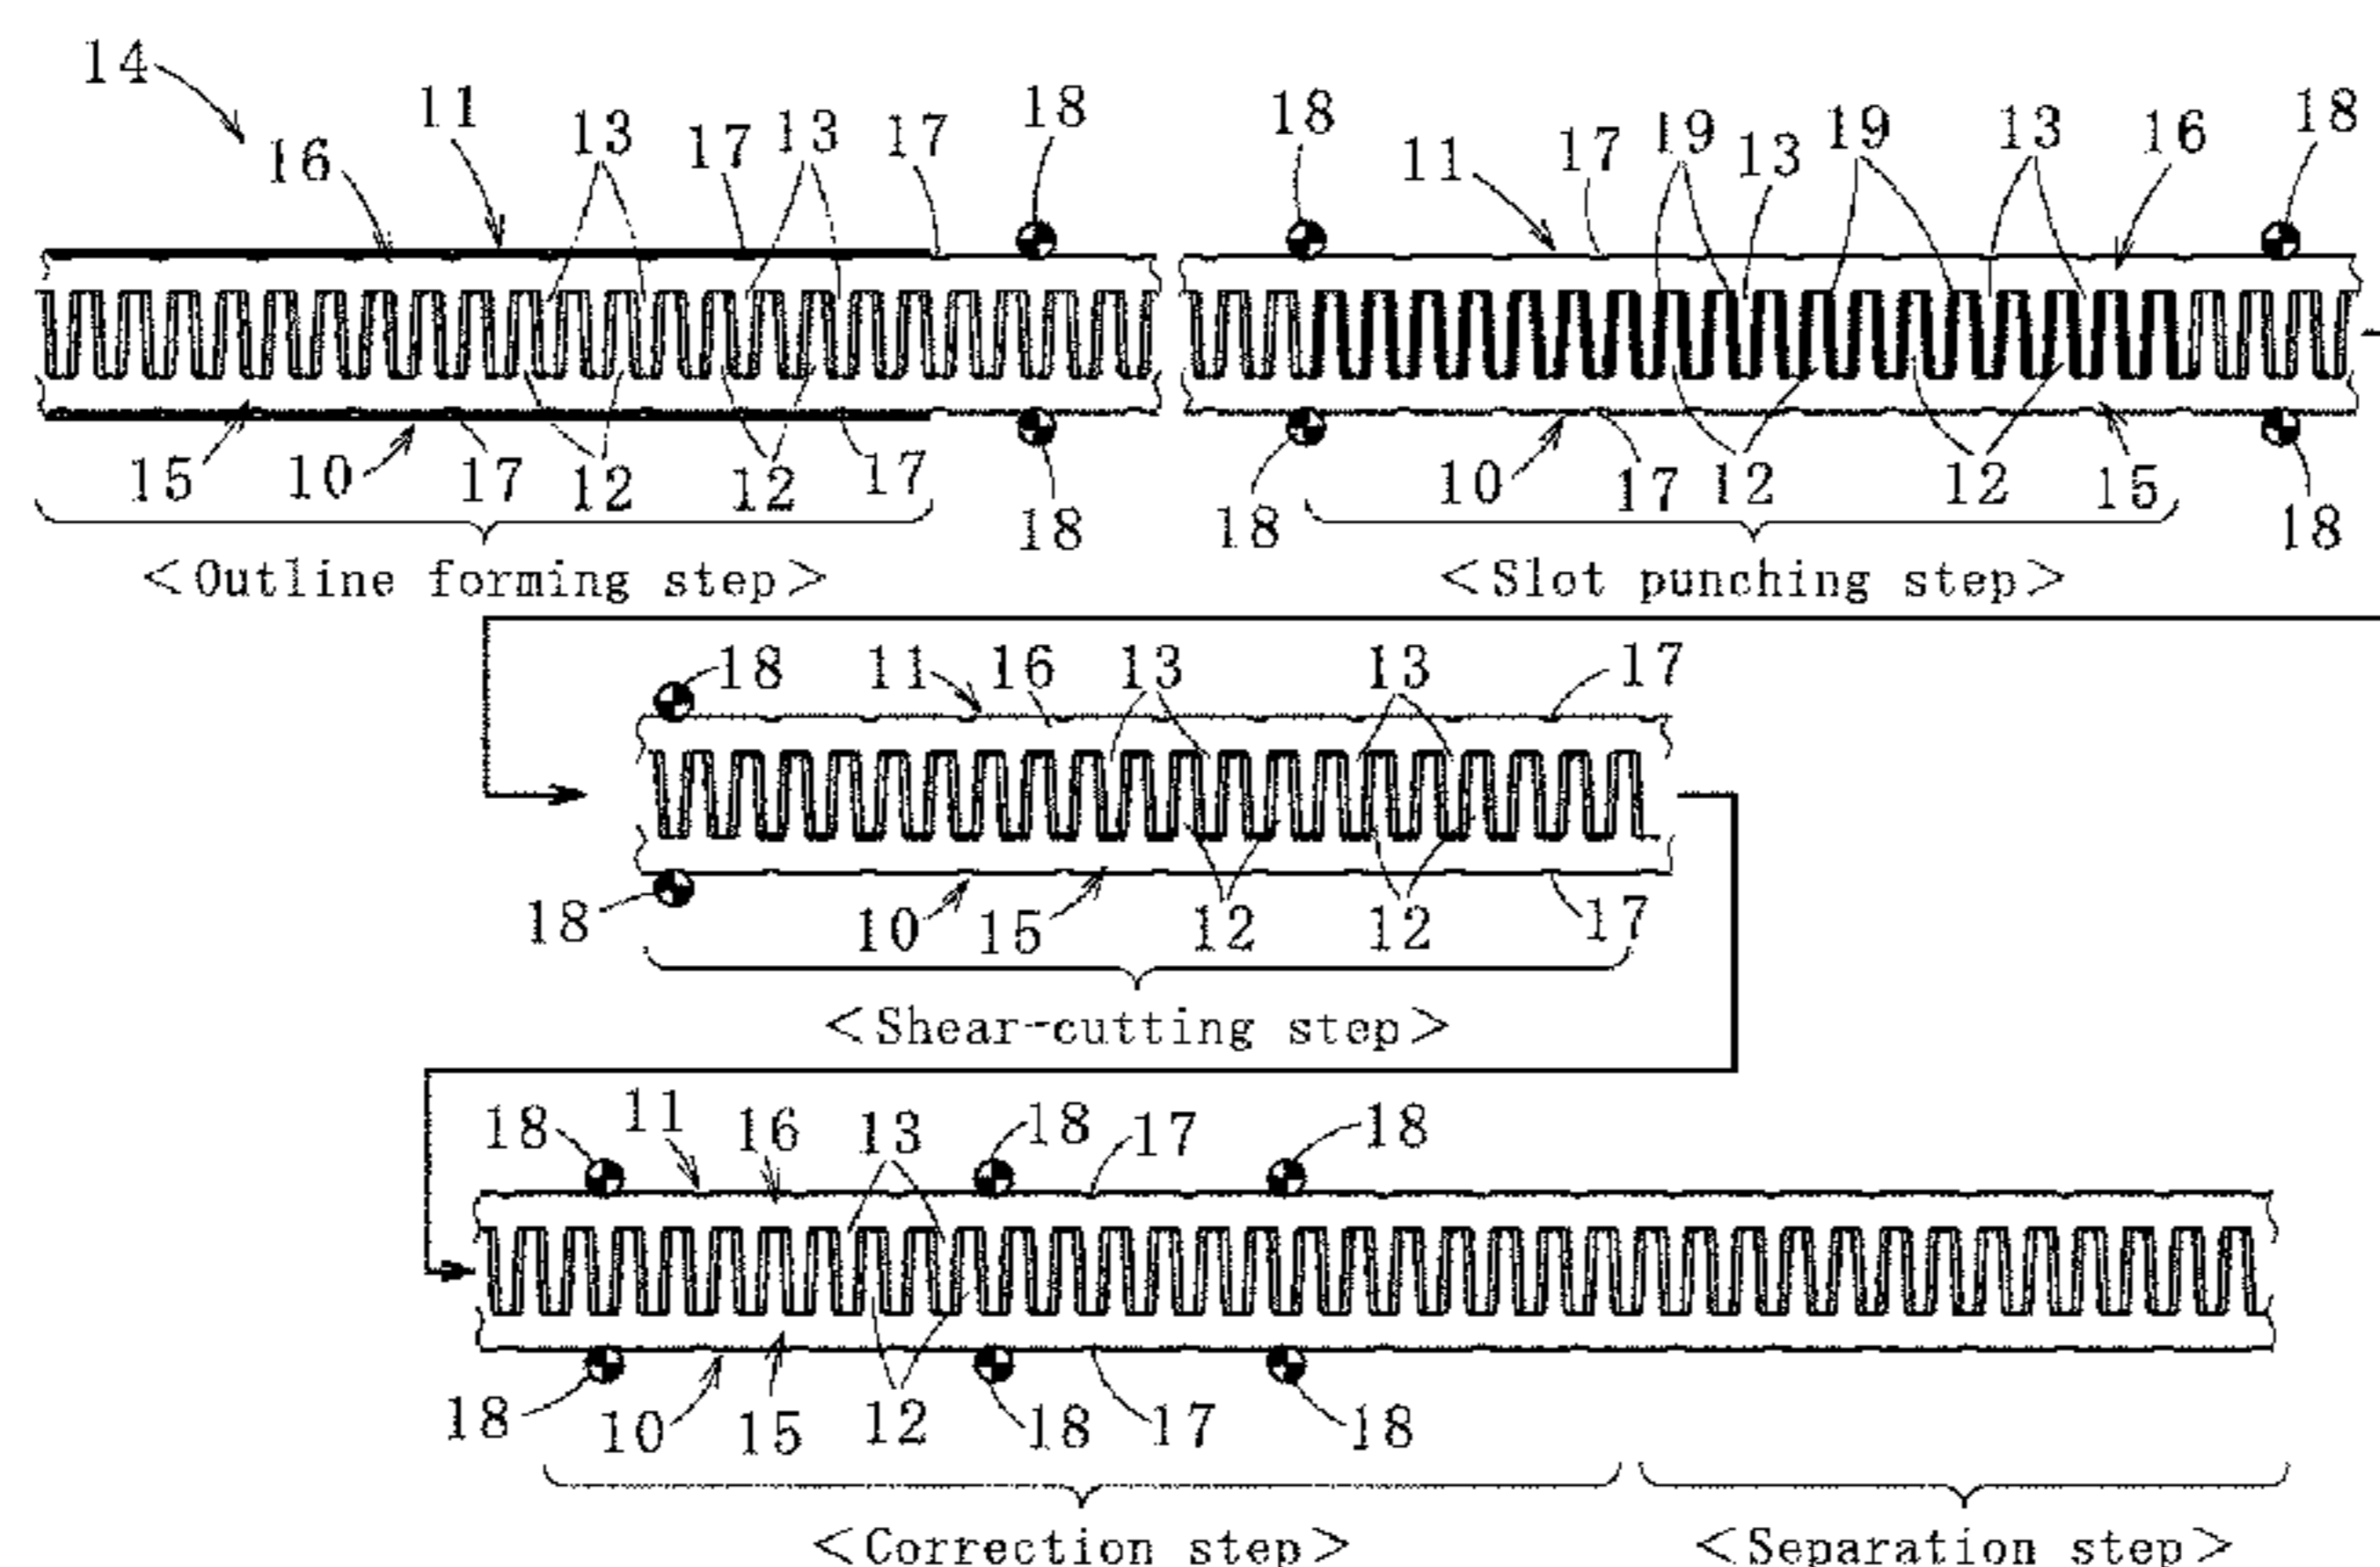 14
11 13 17 13 17 18 18 17 19 13 19 13 16 18
16 11
15 10 17 12 12 17 18 18 10 17 12 12 15 18
<Outline forming step> <Slot punching step>
18 11 16 13 13 17
18 10 15 12 12 17
<Shear-cutting step>
18 11 16 13 18 17 18
18 10 15 12 18 17 18
<Correction step> <Separation step>